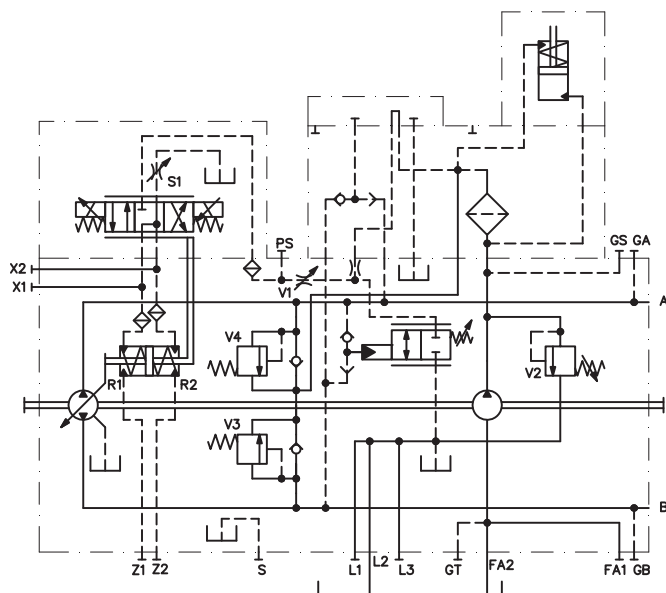 S1
PS
GS GA
X2
X1
V1
A
V4
V2
R1 R2
V3
B
Z1 Z2 S L1 L2 L3 GT FA2 FA1 GB